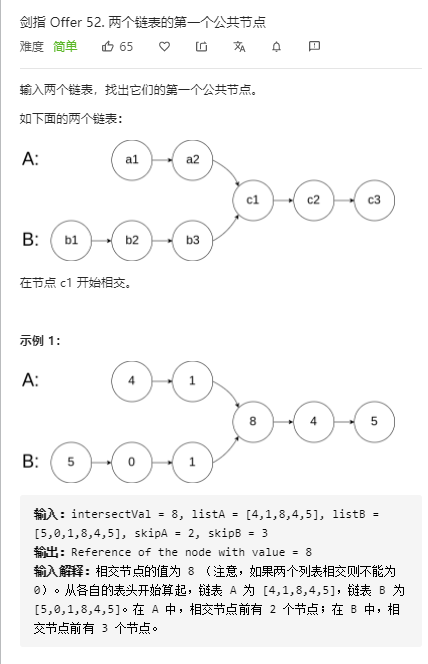 剑指 Offer 52. 两个链表的第一个公共节点
难度 简单 65
输入两个链表，找出它们的第一个公共节点。
如下面的两个链表：
A: a1 a2
c1 c2 c3
B: b1 b2 b3
在节点 c1 开始相交。
示例 1：
A: 4 1
8 4 5
B: 5 0 1
输入：intersectVal = 8, listA = [4,1,8,4,5], listB =
[5,0,1,8,4,5], skipA = 2, skipB = 3
输出：Reference of the node with value = 8
输入解释：相交节点的值为 8 （注意，如果两个列表相交则不能为
0）。从各自的表头开始算起，链表 A 为 [4,1,8,4,5]，链表 B 为
[5,0,1,8,4,5]。在 A 中，相交节点前有 2 个节点；在 B 中，相
交节点前有 3 个节点。